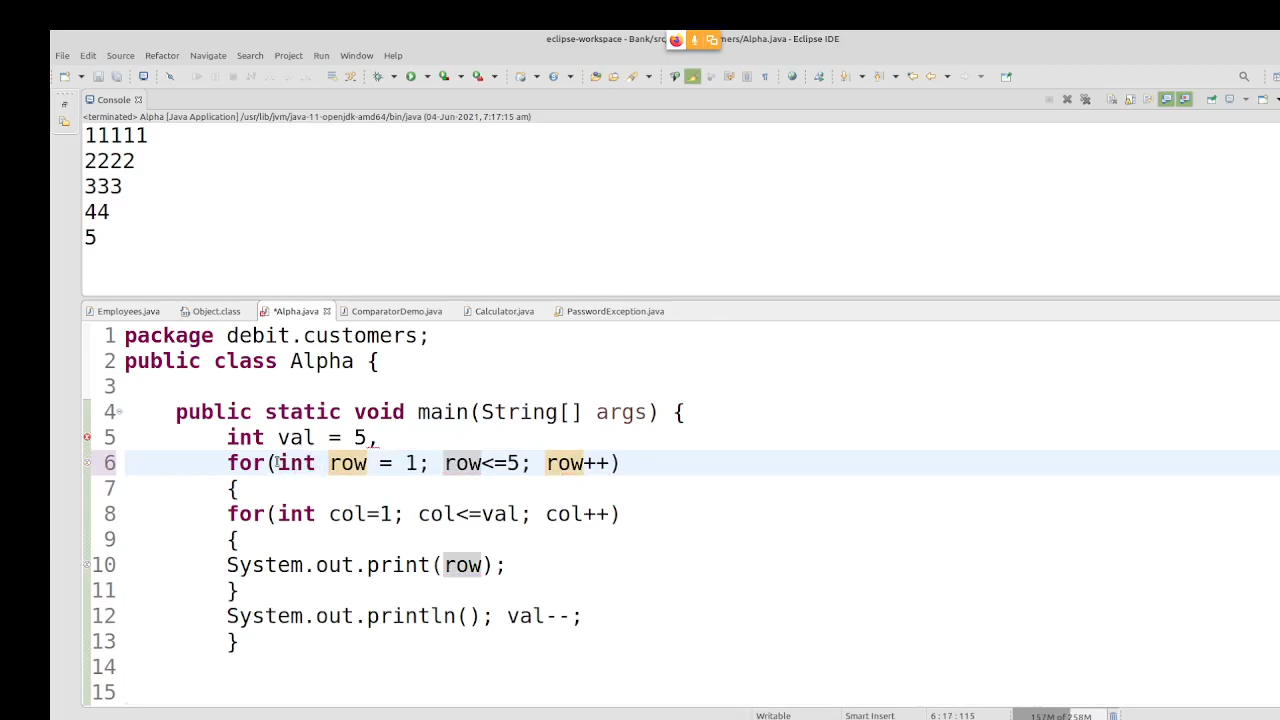 eclipse-workspace - Bank/src mers/Alpha.java - Eclipse IDE
File Edit Source Refactor Navigate Search Project Run Window Help
Console
<terminated> Alpha [Java Application] /usr/lib/jvm/java-11-openjdk-amd64/bin/java (04-Jun-2021, 7:17:15 am)
11111
2222
333
44
5
Employees.java Object.class *Alpha.java ComparatorDemo.java Calculator.java PasswordException.java
1 package debit.customers;
2 public class Alpha {
3
4 public static void main(String[] args) {
5 int val = 5,
6 for(int row = 1; row<=5; row++)
7 {
8 for(int col=1; col<=val; col++)
9 {
10 System.out.print(row);
11 }
12 System.out.println(); val--;
13 }
14
15
Writable Smart Insert 6 : 17 : 115 157M of 258M